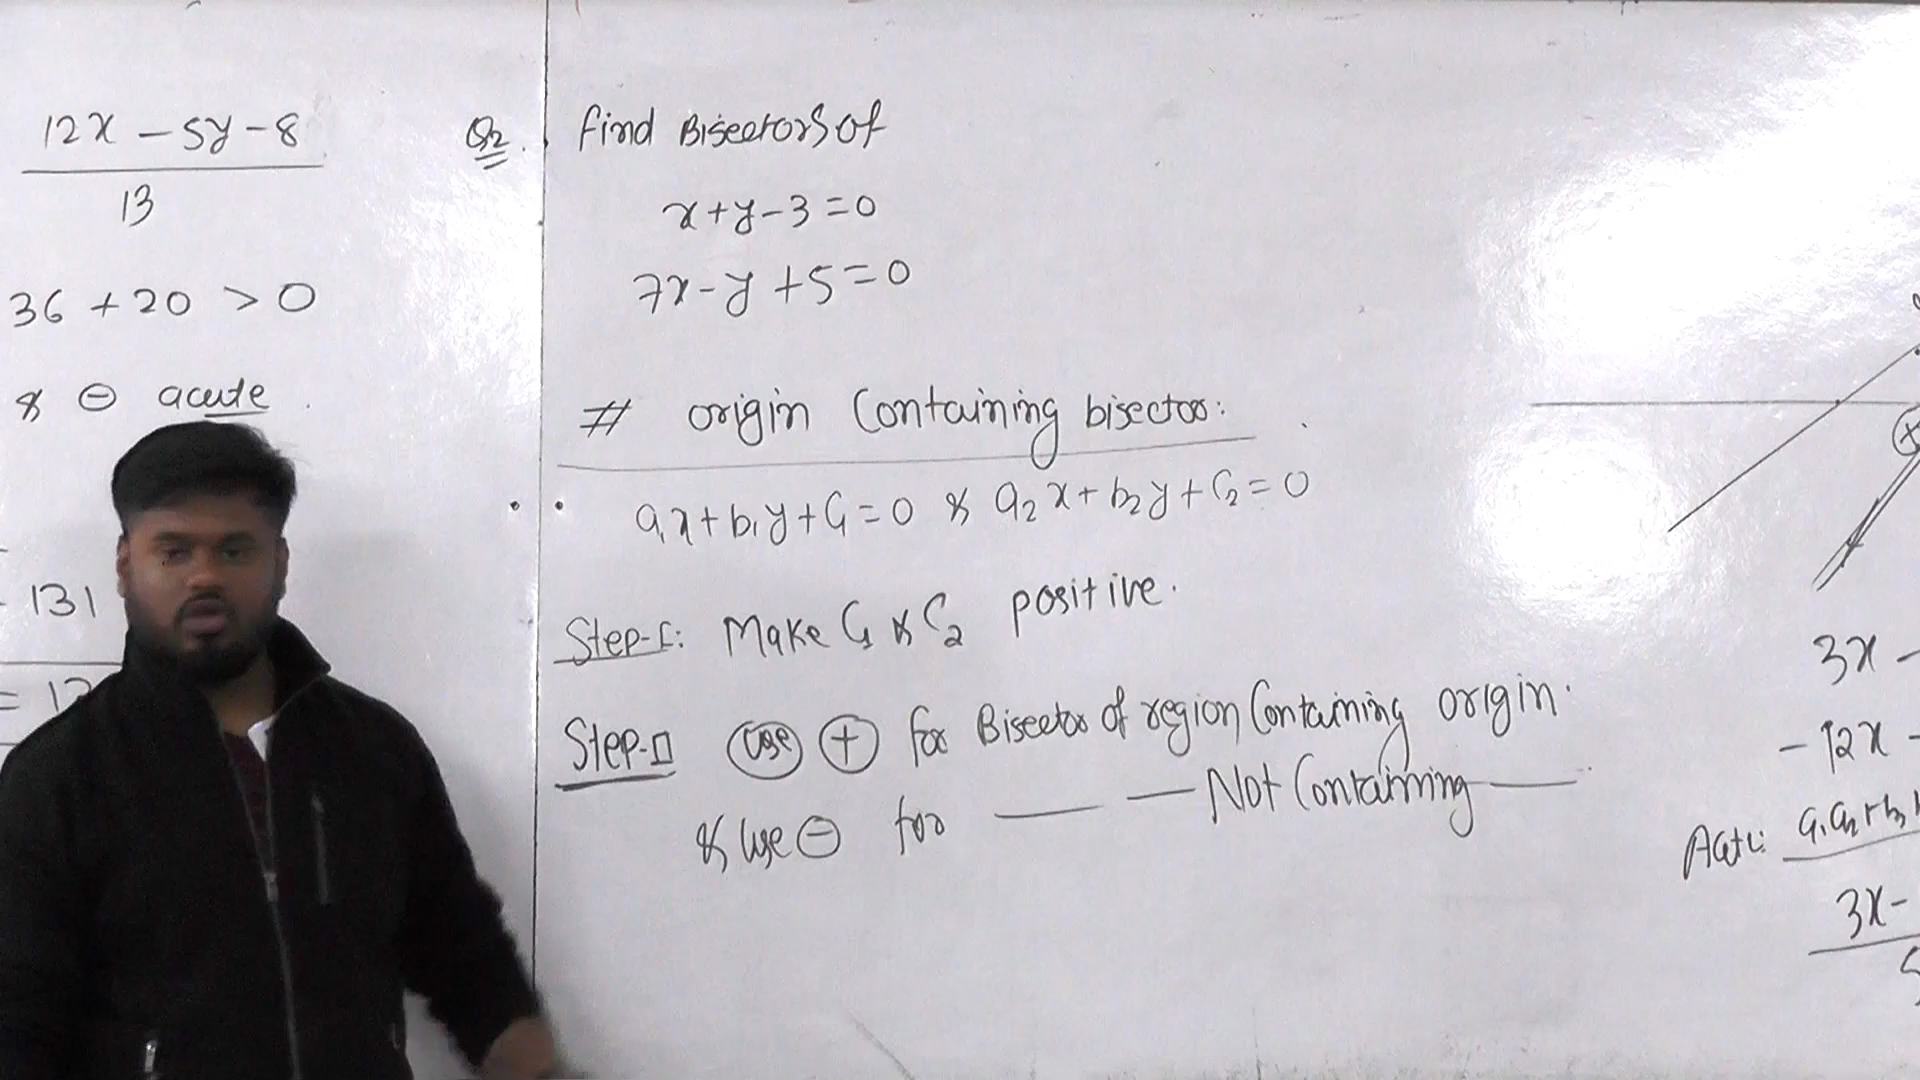 12x - 5y - 8
13
36 + 20 > 0
& ⊖ acute.
131
= 13
Q2. find Bisectors of
x + y - 3 = 0
7x - y + 5 = 0
# origin Containing bisector:
a₁x + b₁y + C₁ = 0 & a₂x + b₂y + C₂ = 0
Step-I: Make C₁ & C₂ positive.
Step-II Use ⊕ for Bisector of region Containing origin.
& Use ⊖ for —— — Not Containing ——
3x -
- 12x -
3x -
5